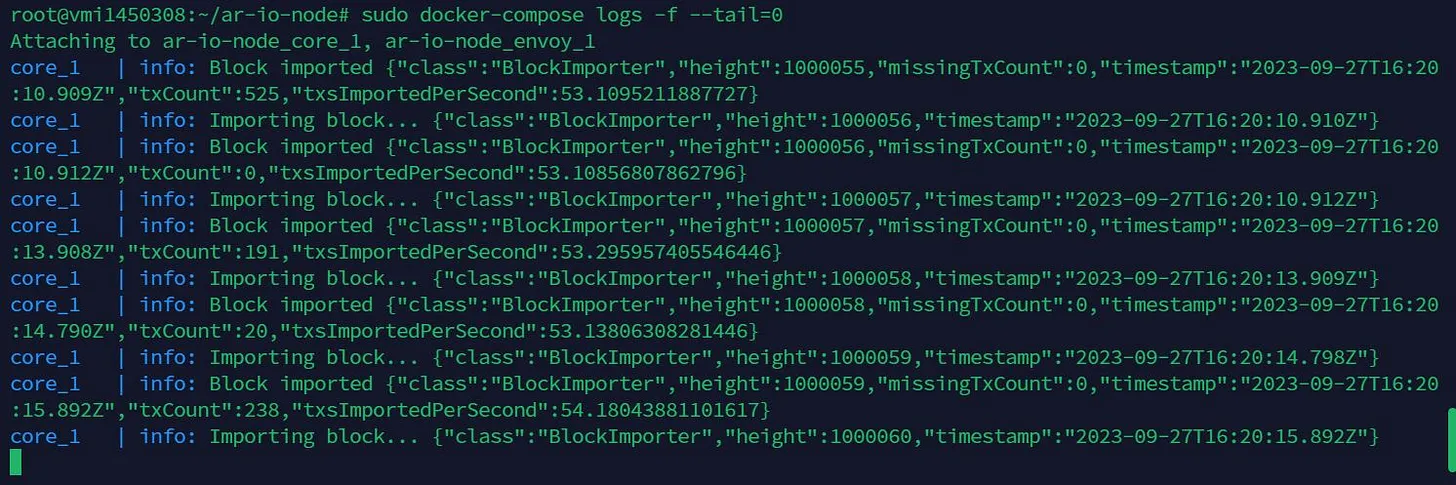 root@vmi1450308:~/ar-io-node# sudo docker-compose logs -f --tail=0
Attaching to ar-io-node_core_1, ar-io-node_envoy_1
core_1   | info: Block imported {"class":"BlockImporter","height":1000055,"missingTxCount":0,"timestamp":"2023-09-27T16:20
:10.909Z","txCount":525,"txsImportedPerSecond":53.1095211887727}
core_1   | info: Importing block... {"class":"BlockImporter","height":1000056,"timestamp":"2023-09-27T16:20:10.910Z"}
core_1   | info: Block imported {"class":"BlockImporter","height":1000056,"missingTxCount":0,"timestamp":"2023-09-27T16:20
:10.912Z","txCount":0,"txsImportedPerSecond":53.10856807862796}
core_1   | info: Importing block... {"class":"BlockImporter","height":1000057,"timestamp":"2023-09-27T16:20:10.912Z"}
core_1   | info: Block imported {"class":"BlockImporter","height":1000057,"missingTxCount":0,"timestamp":"2023-09-27T16:20
:13.908Z","txCount":191,"txsImportedPerSecond":53.295957405546446}
core_1   | info: Importing block... {"class":"BlockImporter","height":1000058,"timestamp":"2023-09-27T16:20:13.909Z"}
core_1   | info: Block imported {"class":"BlockImporter","height":1000058,"missingTxCount":0,"timestamp":"2023-09-27T16:20
:14.790Z","txCount":20,"txsImportedPerSecond":53.13806308281446}
core_1   | info: Importing block... {"class":"BlockImporter","height":1000059,"timestamp":"2023-09-27T16:20:14.798Z"}
core_1   | info: Block imported {"class":"BlockImporter","height":1000059,"missingTxCount":0,"timestamp":"2023-09-27T16:20
:15.892Z","txCount":238,"txsImportedPerSecond":54.18043881101617}
core_1   | info: Importing block... {"class":"BlockImporter","height":1000060,"timestamp":"2023-09-27T16:20:15.892Z"}